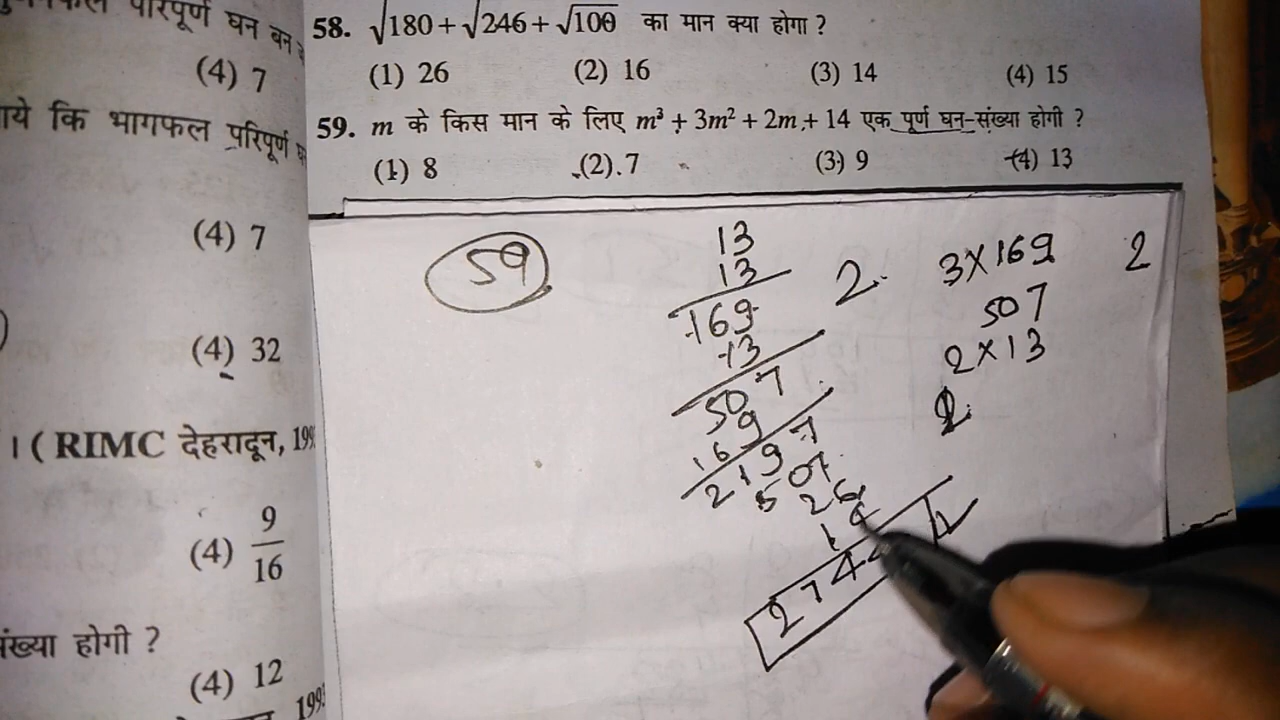 परिपूर्ण घन बन
(4) 7
कि भागफल परिपूर्ण
(4) 7
(4) 32
। ( RIMC देहरादून, 199
(4) 9/16
होगी ?
(4) 12
199
58. √180 + √246 + √100 का मान क्या होगा ?
(1) 26 (2) 16 (3) 14 (4) 15
59. m के किस मान के लिए m³ + 3m² + 2m + 14 एक पूर्ण घन-संख्या होगी ?
(1) 8 (2) 7 (3) 9 (4) 13
59
13
13
169
13
507
169
2197
507
26
2744
2
3×169
507
2×13
2